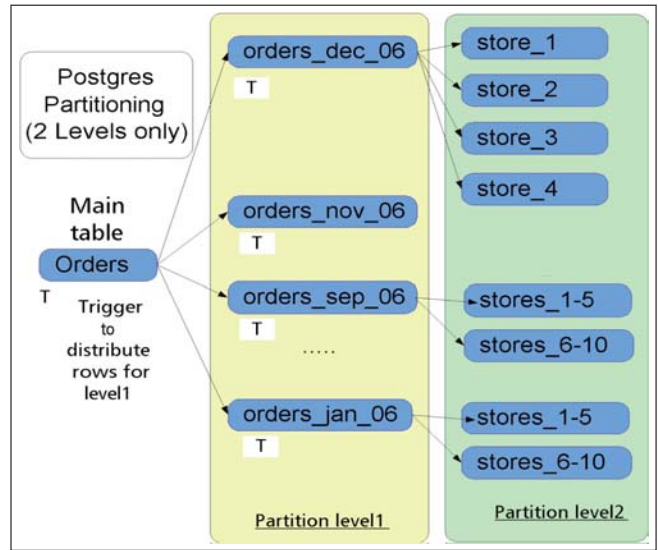 Postgres
Partitioning
(2 Levels only)
Main
table
Orders
T
Trigger
to
distribute
rows for
level1
orders_dec_06
T
orders_nov_06
T
orders_sep_06
T
.....
orders_jan_06
T
Partition level1
store_1
store_2
store_3
store_4
stores_1-5
stores_6-10
stores_1-5
stores_6-10
Partition level2